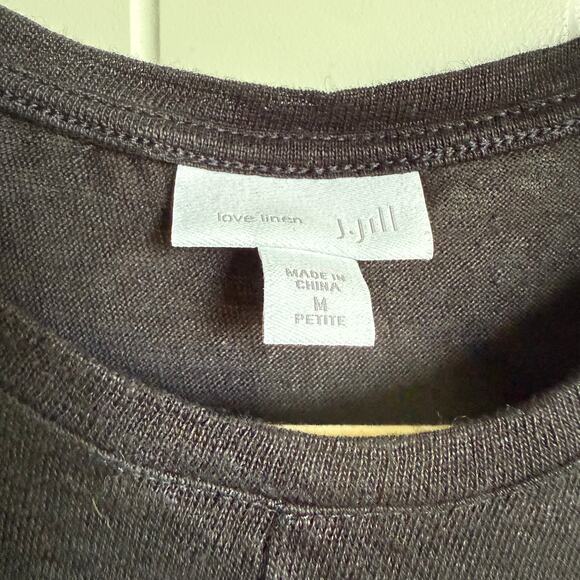 love linen J.Jill
MADE IN
CHINA
M
PETITE